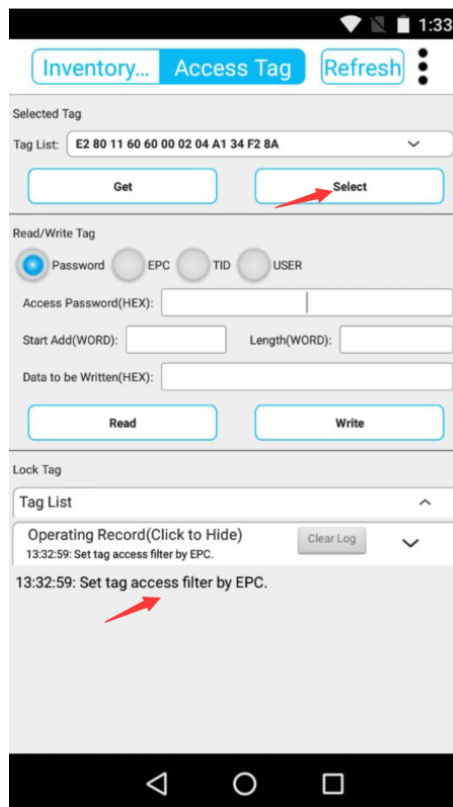 1:33
Inventory... Access Tag Refresh
Selected Tag
Tag List: E2 80 11 60 60 00 02 04 A1 34 F2 8A
Get Select
Read/Write Tag
Password EPC TID USER
Access Password(HEX):
Start Add(WORD): Length(WORD):
Data to be Written(HEX):
Read Write
Lock Tag
Tag List
Operating Record(Click to Hide) Clear Log
13:32:59: Set tag access filter by EPC.
13:32:59: Set tag access filter by EPC.